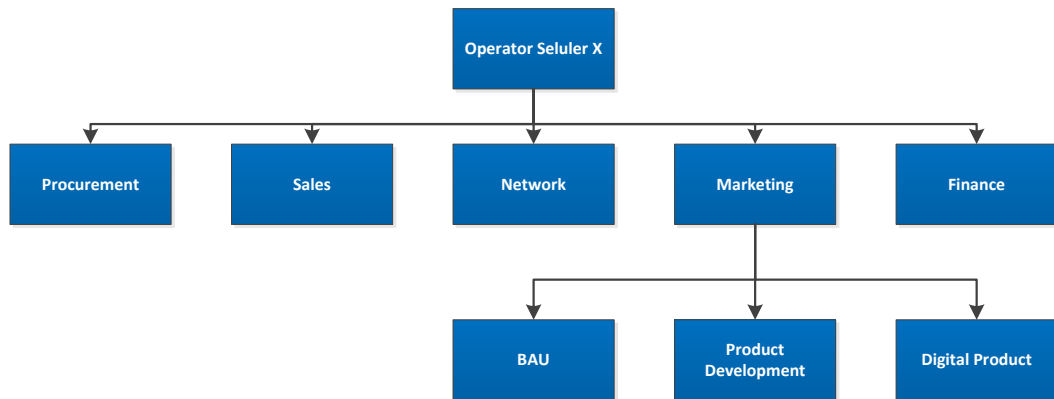 Operator Seluler X
Procurement
Sales
Network
Marketing
Finance
BAU
Product
Development
Digital Product